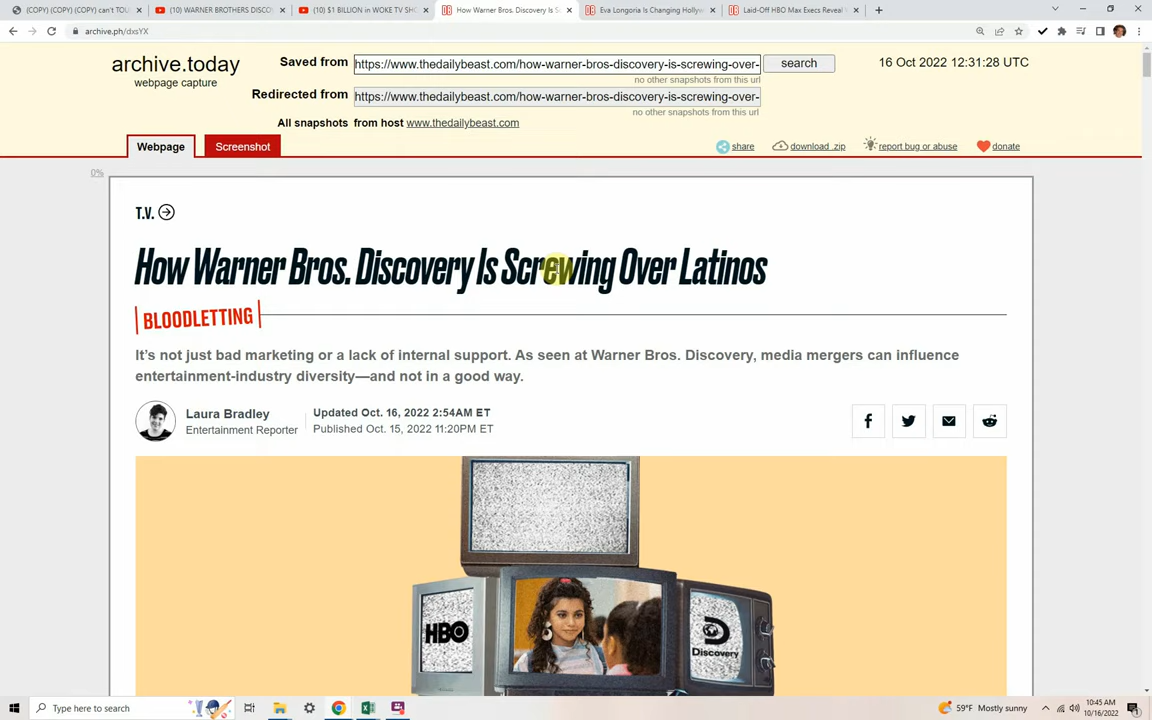 (COPY) (COPY) (COPY) can't TOU
(10) WARNER BROTHERS DISCO
(10) $1 BILLION in WOKE TV SHO
How Warner Bros. Discovery Is S
Eva Longoria Is Changing Hollyw
Laid-Off HBO Max Execs Reveal
archive.ph/dxsYX
archive.today
webpage capture
Saved from
https://www.thedailybeast.com/how-warner-bros-discovery-is-screwing-over-
search
16 Oct 2022 12:31:28 UTC
no other snapshots from this url
Redirected from
https://www.thedailybeast.com/how-warner-bros-discovery-is-screwing-over-
no other snapshots from this url
All snapshots from host www.thedailybeast.com
Webpage
Screenshot
share
download .zip
report bug or abuse
donate
0%
T.V.
How Warner Bros. Discovery Is Screwing Over Latinos
BLOODLETTING
It's not just bad marketing or a lack of internal support. As seen at Warner Bros. Discovery, media mergers can influence
entertainment-industry diversity—and not in a good way.
Laura Bradley
Entertainment Reporter
Updated Oct. 16, 2022 2:54AM ET
Published Oct. 15, 2022 11:20PM ET
HBO
Discovery
Type here to search
59°F Mostly sunny
10:45 AM
10/16/2022